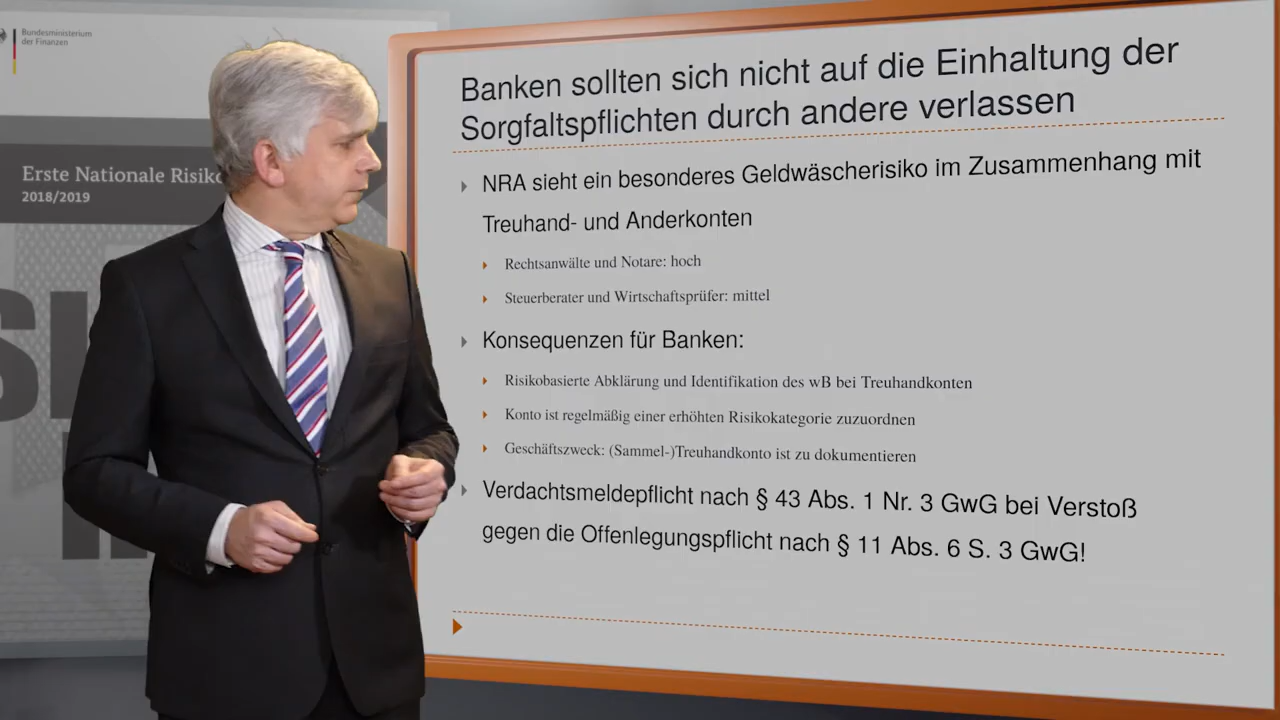 Bundesministerium
der Finanzen
Erste Nationale
2018/2019
Banken sollten sich nicht auf die Einhaltung der
Sorgfaltspflichten durch andere verlassen
NRA sieht ein besonderes Geldwäscherisiko im Zusammenhang mit
Treuhand- und Anderkonten
Rechtsanwälte und Notare: hoch
Steuerberater und Wirtschaftsprüfer: mittel
Konsequenzen für Banken:
Risikobasierte Abklärung und Identifikation des wB bei Treuhandkonten
Konto ist regelmäßig einer erhöhten Risikokategorie zuzuordnen
Geschäftszweck: (Sammel-)Treuhandkonto ist zu dokumentieren
Verdachtsmeldepflicht nach § 43 Abs. 1 Nr. 3 GwG bei Verstoß
gegen die Offenlegungspflicht nach § 11 Abs. 6 S. 3 GwG!